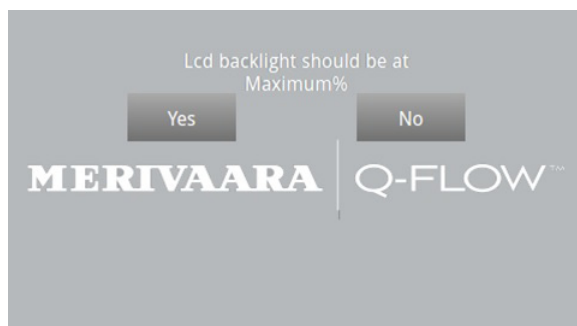 Lcd backlight should be at
Maximum%
Yes No
MERIVAARA Q-FLOW™